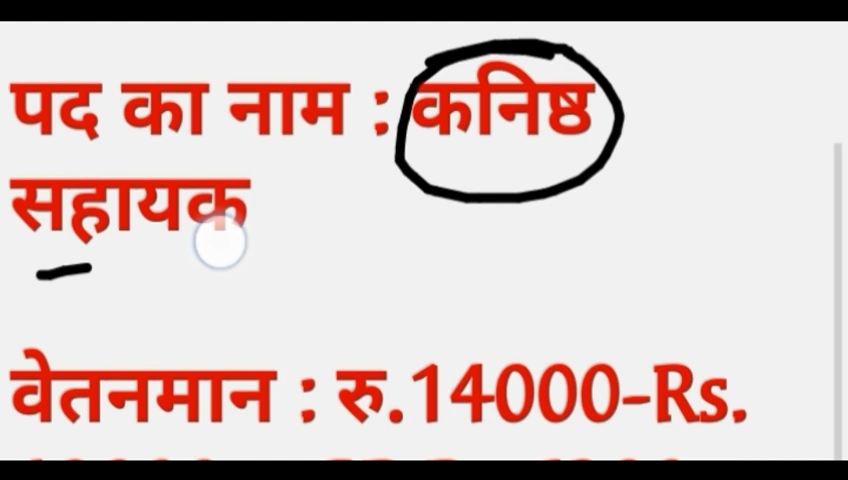 पद का नाम : कनिष्ठ
सहायक
वेतनमान : रु.14000-Rs.